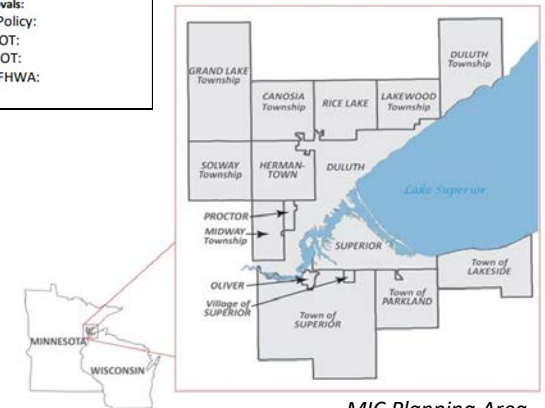 Policy:
OT:
OT:
FHWA:
GRAND LAKE
Township
DULUTH
Township
CANOSIA
Township
RICE LAKE
LAKEWOOD
Township
SOLWAY
Township
HERMAN-
TOWN
DULUTH
Lake Superior
PROCTOR
MIDWAY
Township
SUPERIOR
OLIVER
Village of
SUPERIOR
Town of
SUPERIOR
Town of
PARKLAND
Town of
LAKESIDE
MINNESOTA
WISCONSIN
MIC Planning Area